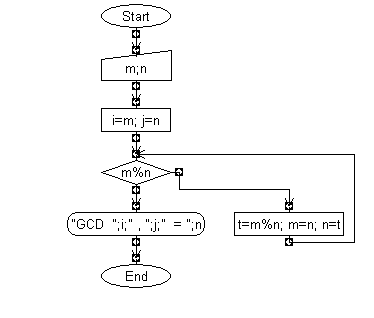 Start
m;n
i=m; j=n
m%n
"GCD  ";i;" , ";j;"  = ";n
t=m%n; m=n; n=t
End